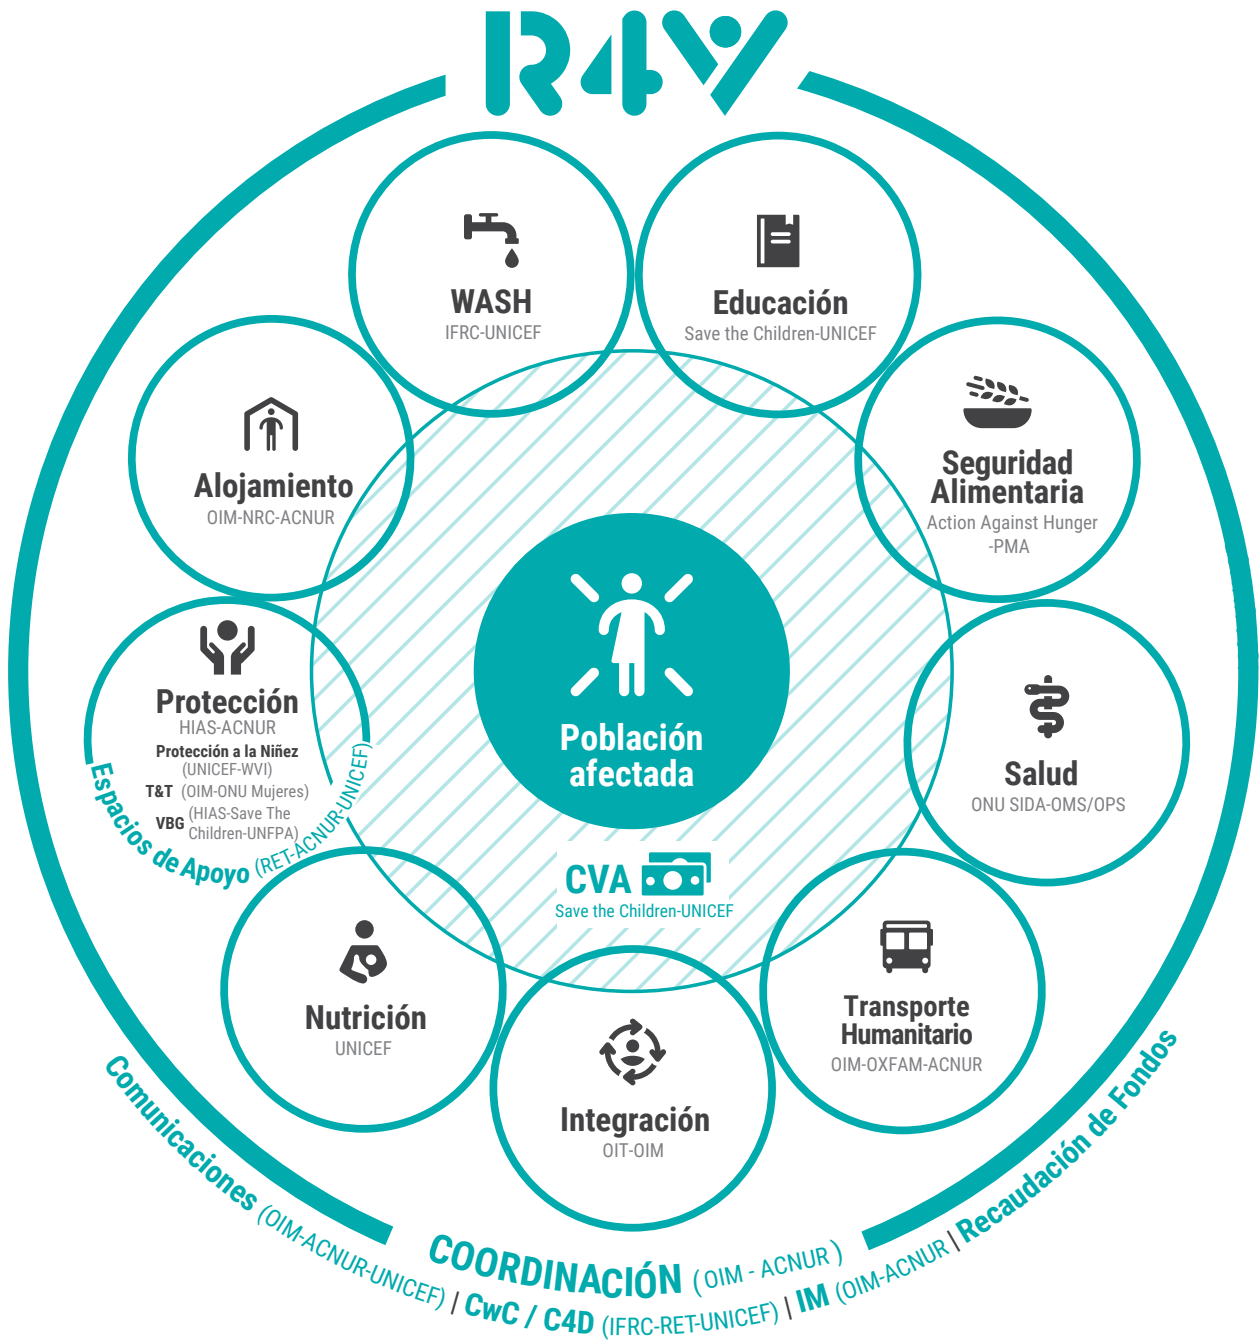 R4V
WASH
IFRC-UNICEF
Educación
Save the Children-UNICEF
Alojamiento
OIM-NRC-ACNUR
Seguridad
Alimentaria
Action Against Hunger
-PMA
Protección
HIAS-ACNUR
Protección a la Niñez
(UNICEF-WVI)
T&T (OIM-ONU Mujeres)
VBG (HIAS-Save The
Children-UNFPA)
Espacios de Apoyo (RET-ACNUR-UNICEF)
Población
afectada
Salud
ONU SIDA-OMS/OPS
CVA
Save the Children-UNICEF
Nutrición
UNICEF
Transporte
Humanitario
OIM-OXFAM-ACNUR
Integración
OIT-OIM
COORDINACIÓN (OIM - ACNUR)
Comunicaciones (OIM-ACNUR-UNICEF) | CwC / C4D (IFRC-RET-UNICEF) | IM (OIM-ACNUR | Recaudación de Fondos